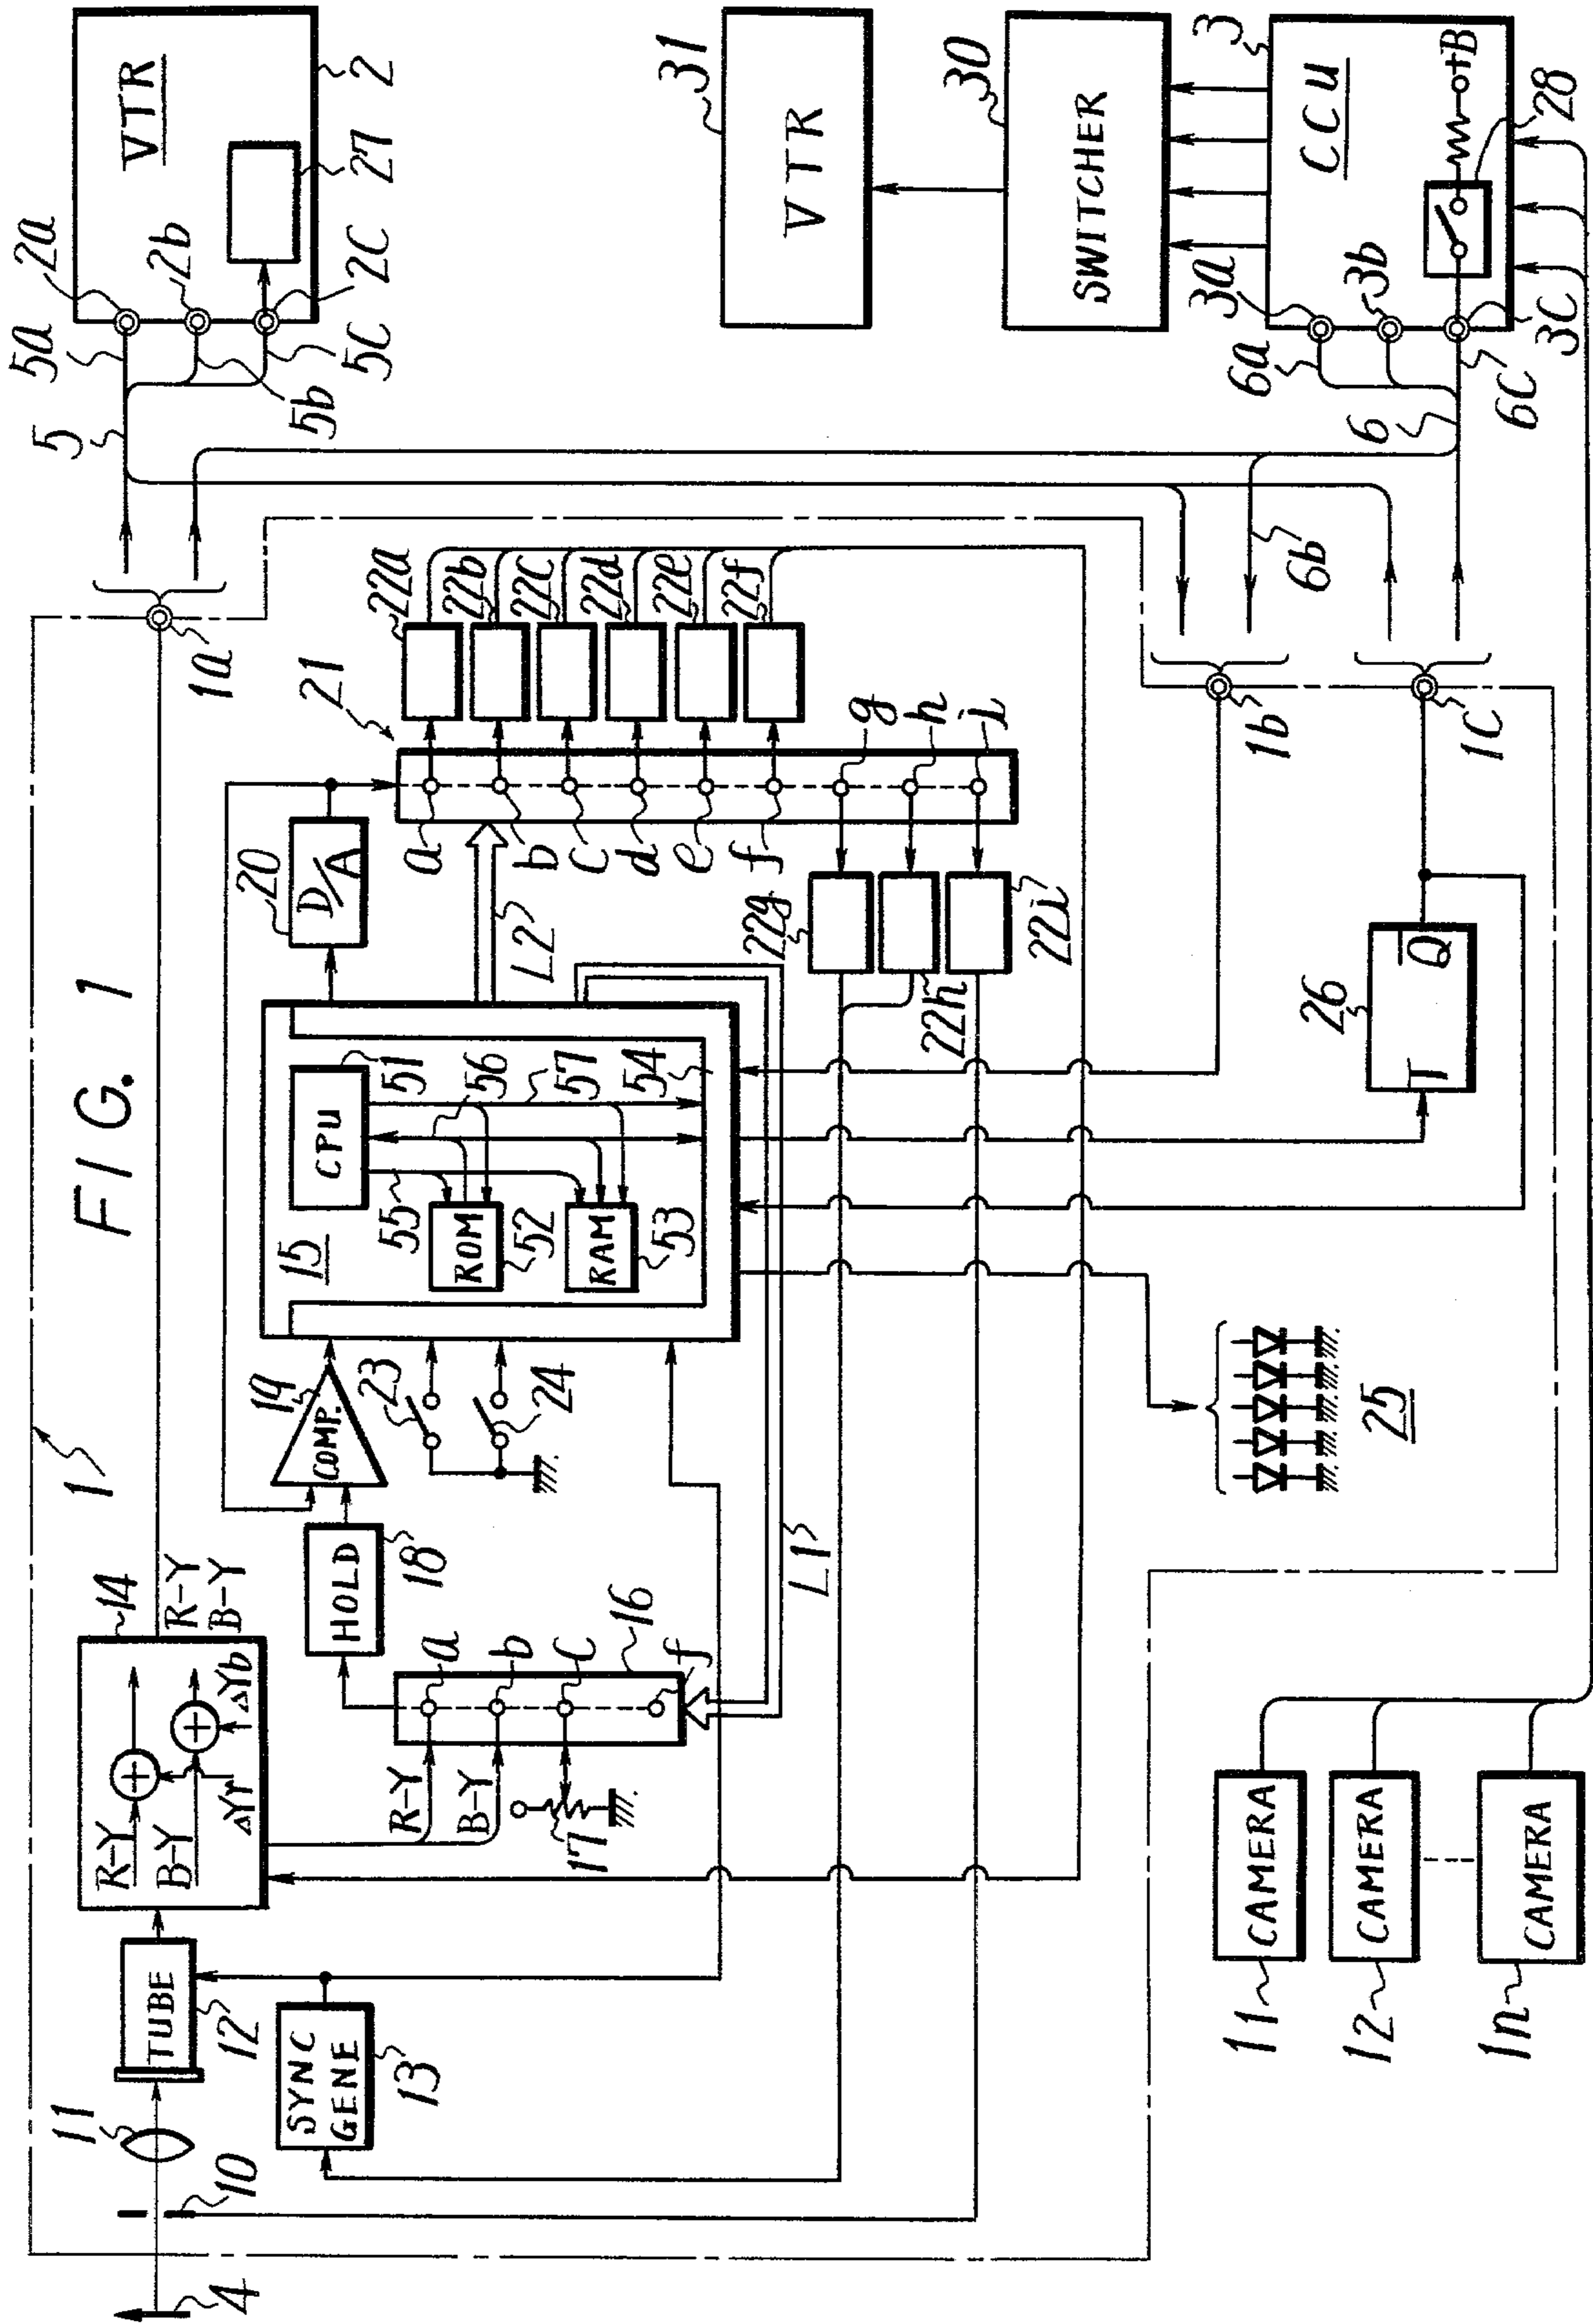 FIG. 1
1
4
10
11
TUBE
12
SYNC
GENE
13
14
R-Y
B-Y
ΔYr
ΔYb
R-Y
B-Y
1a
R-Y
B-Y
17
a
b
c
f
16
HOLD
18
COMP.
19
23
24
15
CPU
51
ROM
52
RAM
53
54
55
56
57
D/A
20
L2
L1
21
a
b
c
d
e
f
g
h
j
22a
22b
22c
22d
22e
22f
22g
22h
22j
25
26
T
Q̅
1b
1c
5
5a
5b
5c
2a
2b
2c
VTR
2
27
VTR
31
SWITCHER
30
CCU
3
+B
28
3a
3b
3c
6
6a
6b
6c
CAMERA
11
CAMERA
12
CAMERA
1n